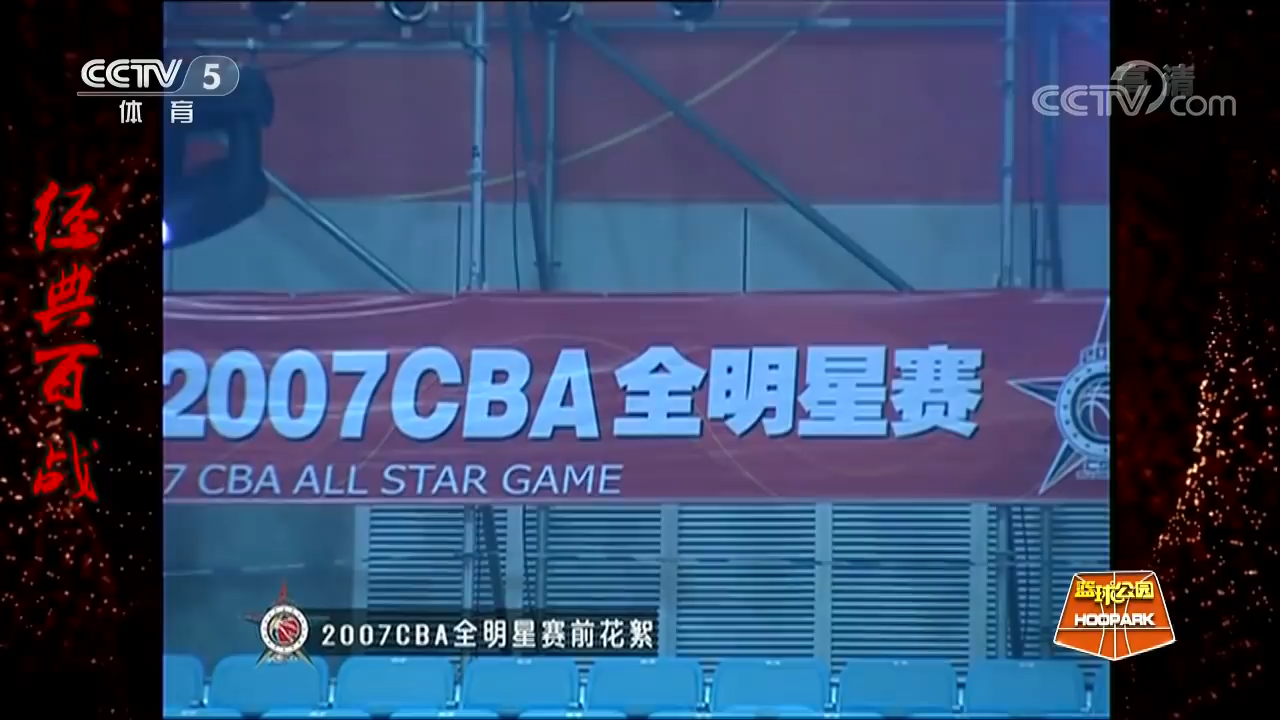 CCTV 5
体育
高清
CCTV.com
经典百战
2007CBA全明星赛
7 CBA ALL STAR GAME
2007CBA全明星赛前花絮
篮球公园
HOOPARK